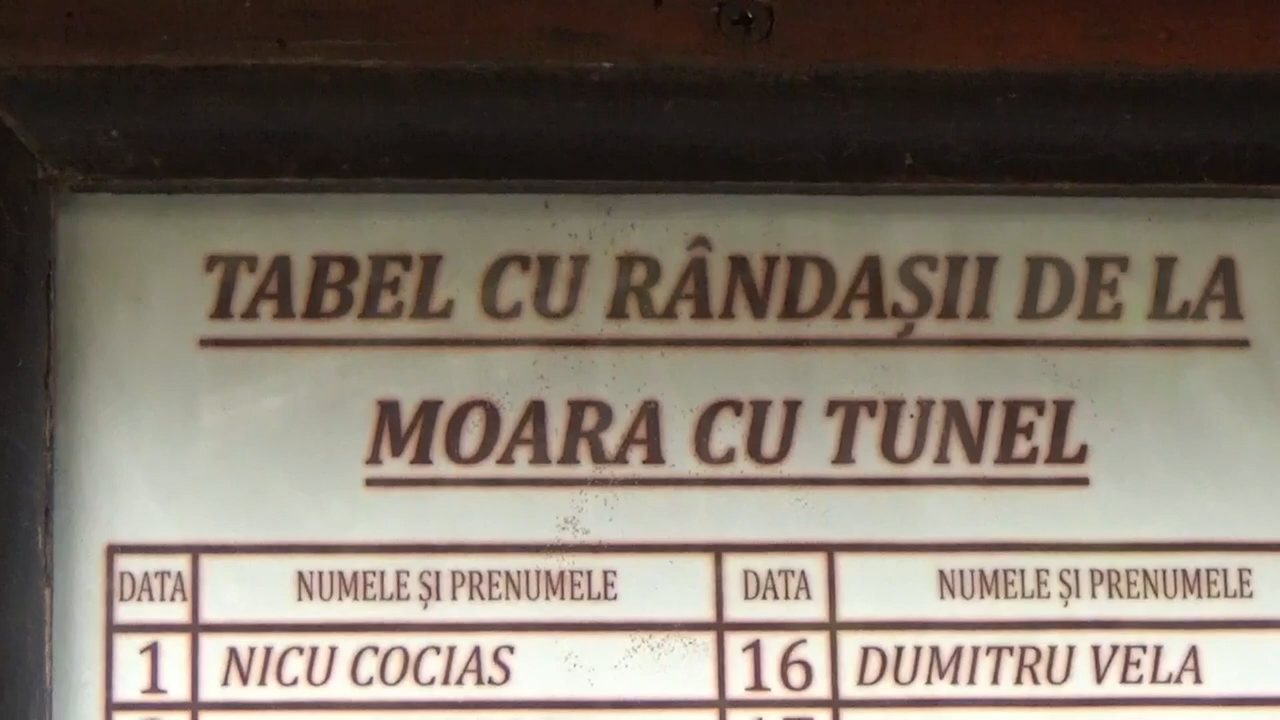 TABEL CU RÂNDAȘII DE LA
MOARA CU TUNEL
DATA NUMELE ȘI PRENUMELE DATA NUMELE ȘI PRENUMELE
1 NICU COCIAS 16 DUMITRU VELA